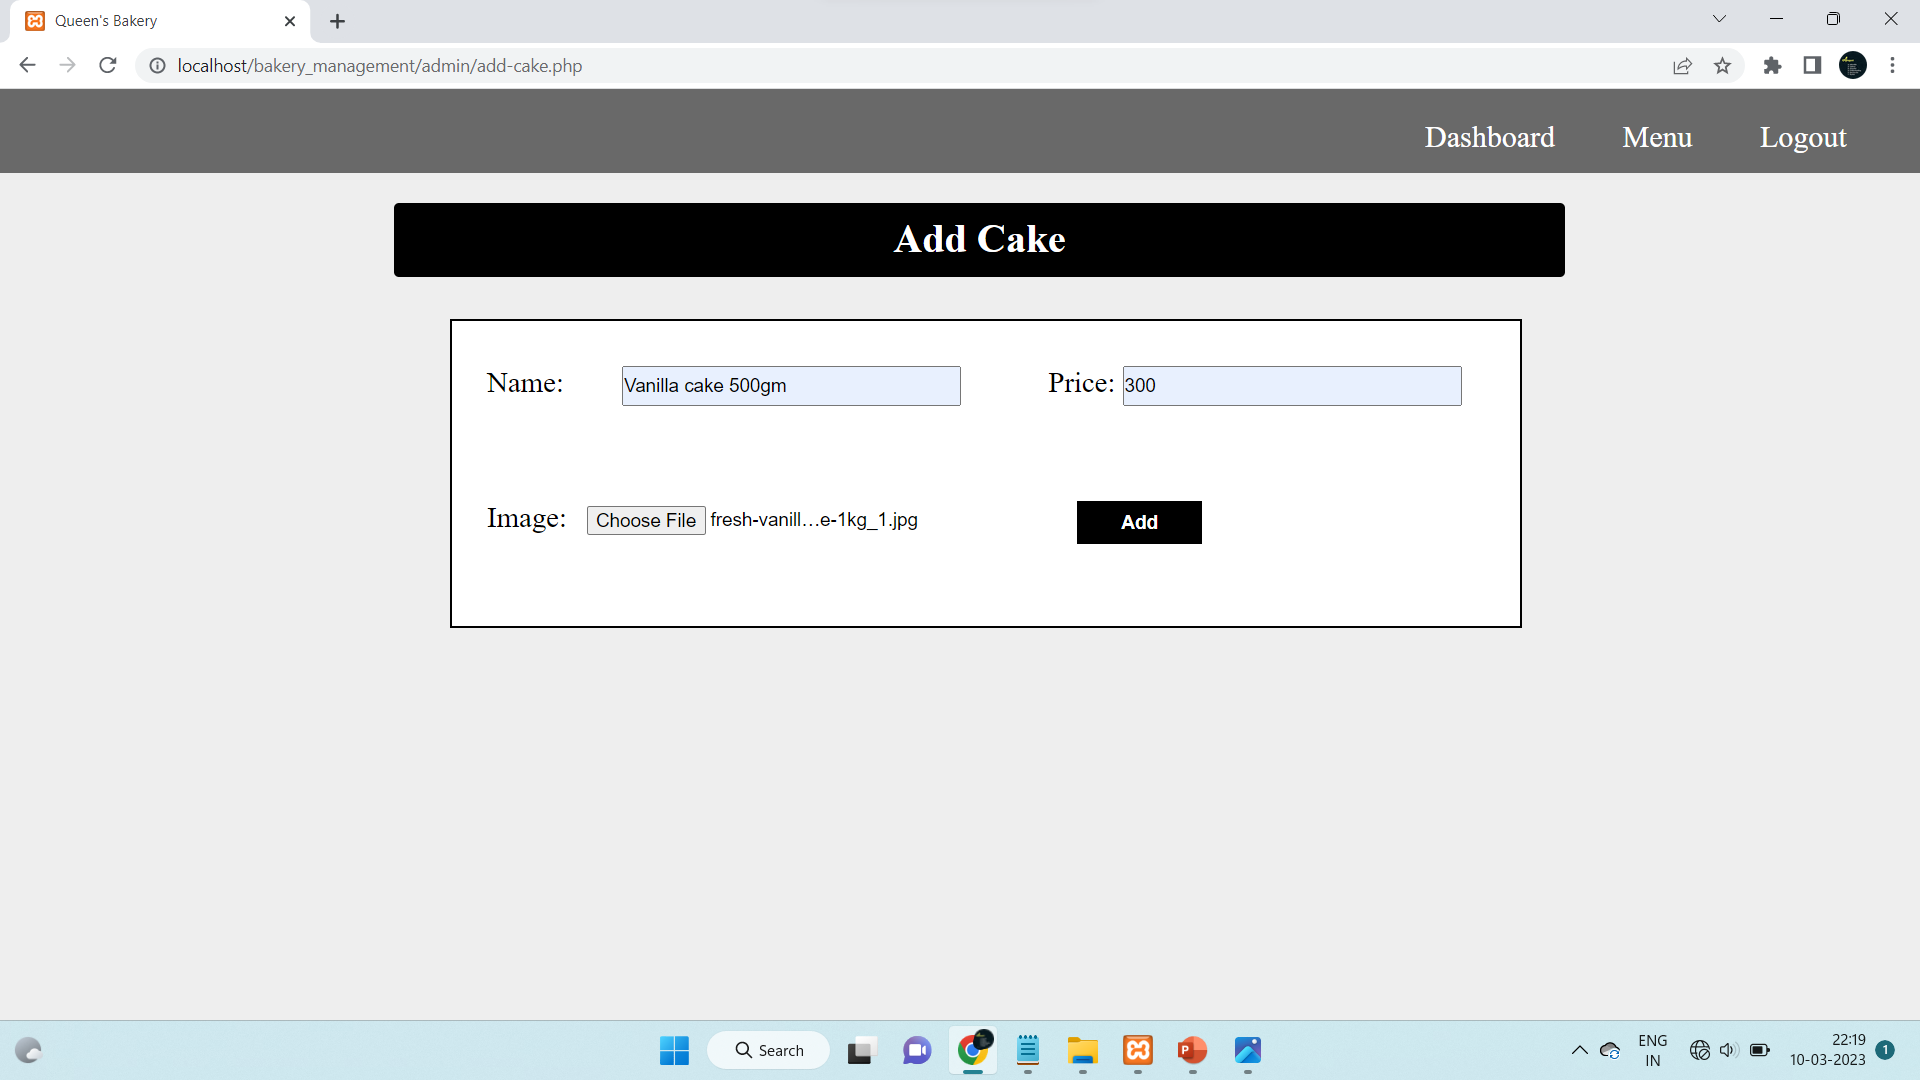 Queen's Bakery
localhost/bakery_management/admin/add-cake.php
Dashboard Menu Logout
Add Cake
Name: Vanilla cake 500gm Price: 300
Image: Choose File fresh-vanill...e-1kg_1.jpg Add
Search
ENG
IN
22:19
10-03-2023
1